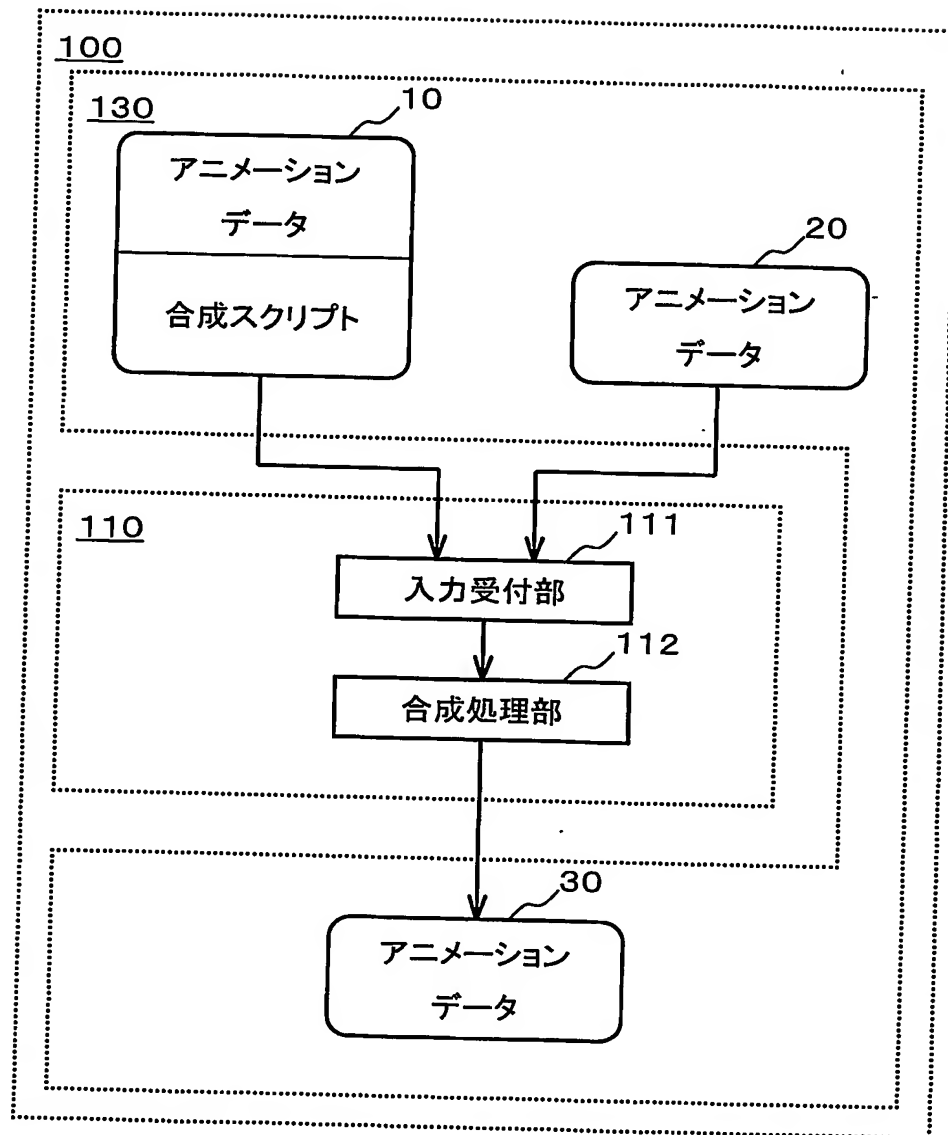 100
130
10
アニメーション
データ
合成スクリプト
20
アニメーション
データ
110
111
入力受付部
112
合成処理部
30
アニメーション
データ